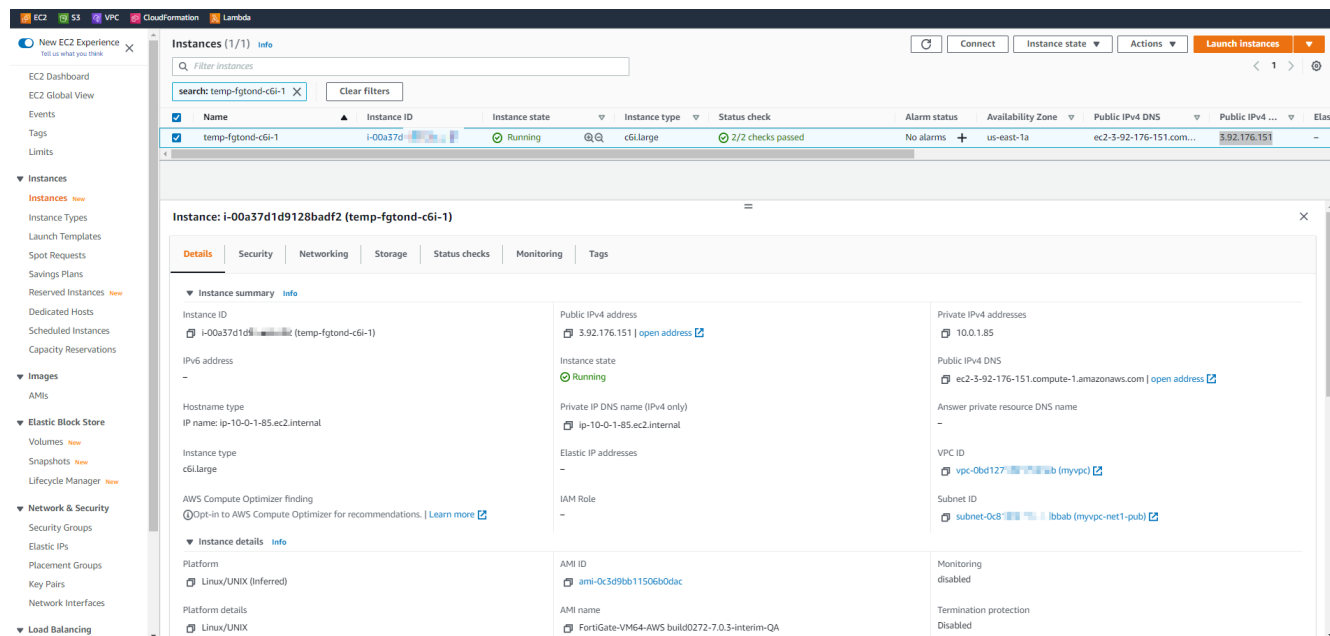 EC2 S3 VPC CloudFormation Lambda
New EC2 Experience
Tell us what you think
EC2 Dashboard
EC2 Global View
Events
Tags
Limits
Instances
Instances New
Instance Types
Launch Templates
Spot Requests
Savings Plans
Reserved Instances New
Dedicated Hosts
Scheduled Instances
Capacity Reservations
Images
AMIs
Elastic Block Store
Volumes New
Snapshots New
Lifecycle Manager New
Network & Security
Security Groups
Elastic IPs
Placement Groups
Key Pairs
Network Interfaces
Load Balancing
Instances (1/1) Info
Connect Instance state Actions Launch instances
Filter instances
1
search: temp-fgtond-c6i-1 Clear filters
Name Instance ID Instance state Instance type Status check Alarm status Availability Zone Public IPv4 DNS Public IPv4 ... Elas
temp-fgtond-c6i-1 i-00a37d Running c6i.large 2/2 checks passed No alarms + us-east-1a ec2-3-92-176-151.com... 3.92.176.151 –
Instance: i-00a37d1d9128badf2 (temp-fgtond-c6i-1)
Details Security Networking Storage Status checks Monitoring Tags
Instance summary Info
Instance ID Public IPv4 address Private IPv4 addresses
i-00a37d1d (temp-fgtond-c6i-1) 3.92.176.151 | open address 10.0.1.85
IPv6 address Instance state Public IPv4 DNS
– Running ec2-3-92-176-151.compute-1.amazonaws.com | open address
Hostname type Private IP DNS name (IPv4 only) Answer private resource DNS name
IP name: ip-10-0-1-85.ec2.internal ip-10-0-1-85.ec2.internal –
Instance type Elastic IP addresses VPC ID
c6i.large – vpc-0bd127 b (myvpc)
AWS Compute Optimizer finding IAM Role Subnet ID
Opt-in to AWS Compute Optimizer for recommendations. | Learn more – subnet-0c8 bbab (myvpc-net1-pub)
Instance details Info
Platform AMI ID Monitoring
Linux/UNIX (Inferred) ami-0c3d9bb11506b0dac disabled
Platform details AMI name Termination protection
Linux/UNIX FortiGate-VM64-AWS build0272-7.0.3-interim-QA Disabled